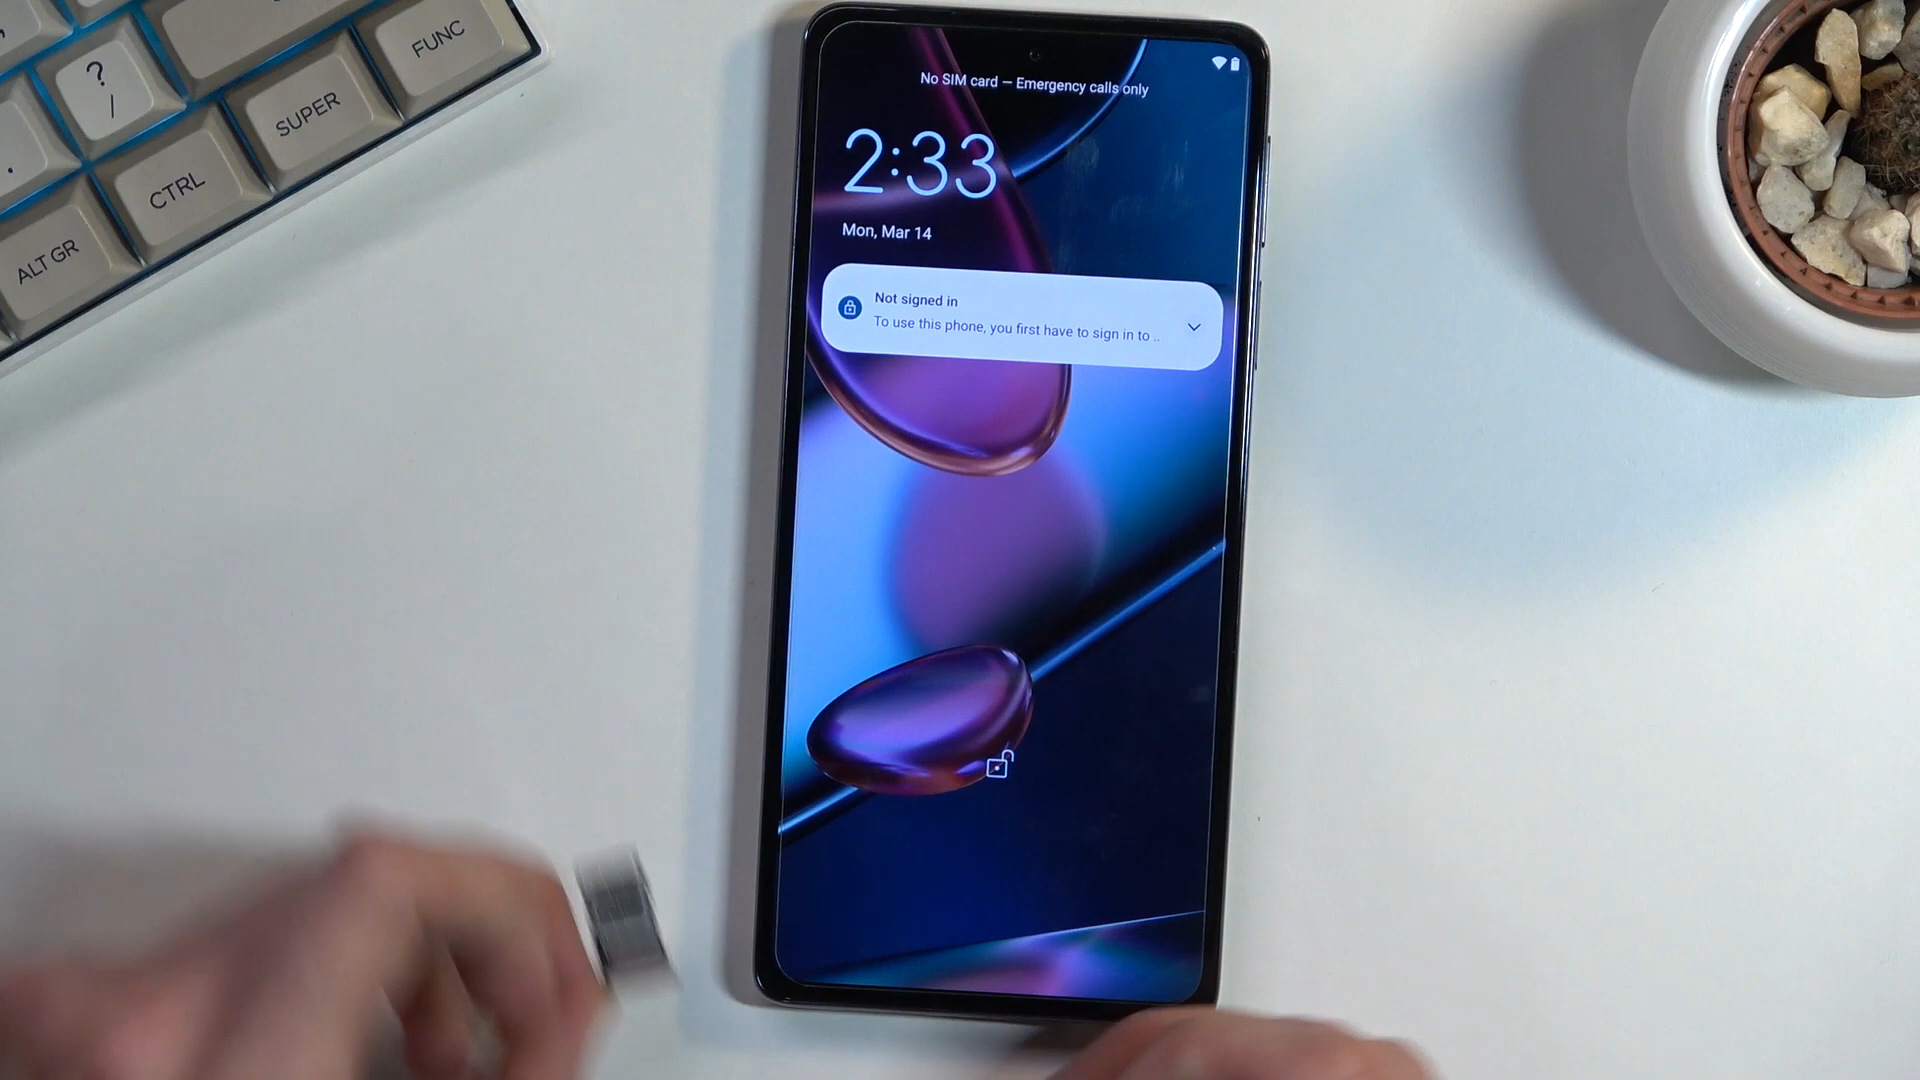 ?
/
FUNC
SUPER
CTRL
ALT GR
No SIM card — Emergency calls only
2:33
Mon, Mar 14
Not signed in
To use this phone, you first have to sign in to ..